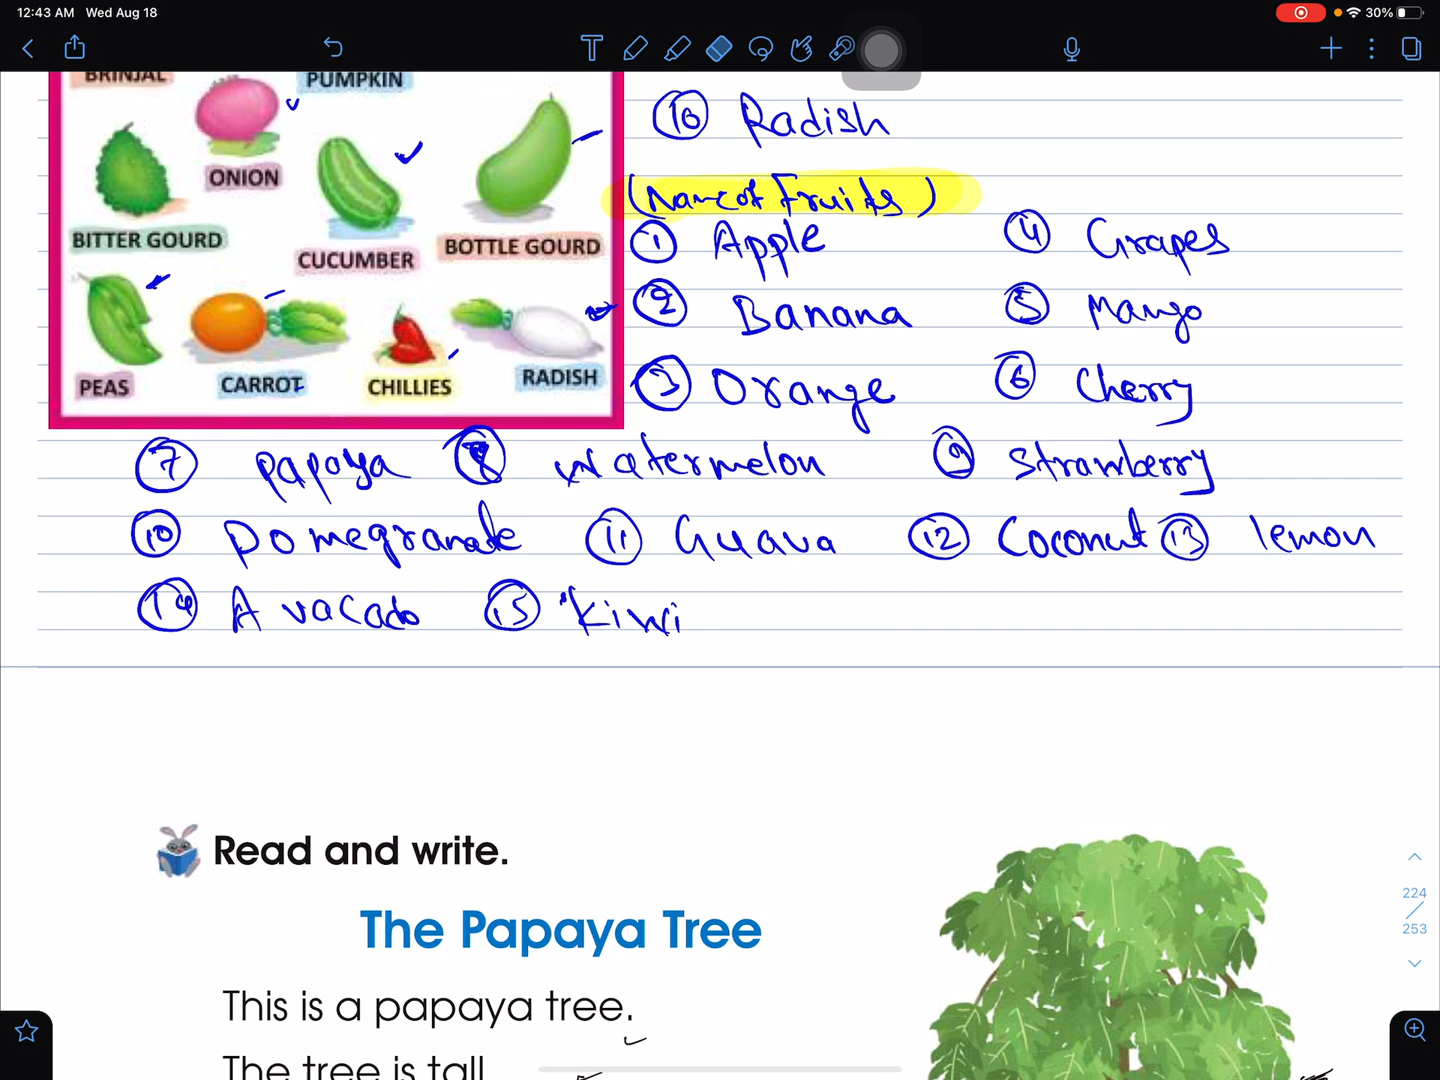 12:43 AM Wed Aug 18
30%
BRINJAL
PUMPKIN
ONION
BITTER GOURD
CUCUMBER
BOTTLE GOURD
PEAS
CARROT
CHILLIES
RADISH
10 Radish
(Name of Fruits)
1 Apple 4 Grapes
2 Banana 5 Mango
3 Orange 6 Cherry
7 Papaya 8 Watermelon 9 Strawberry
10 Pomegranate 11 Guava 12 Coconut 13 lemon
14 Avacado 15 Kiwi
Read and write.
The Papaya Tree
This is a papaya tree.
The tree is tall
224
253